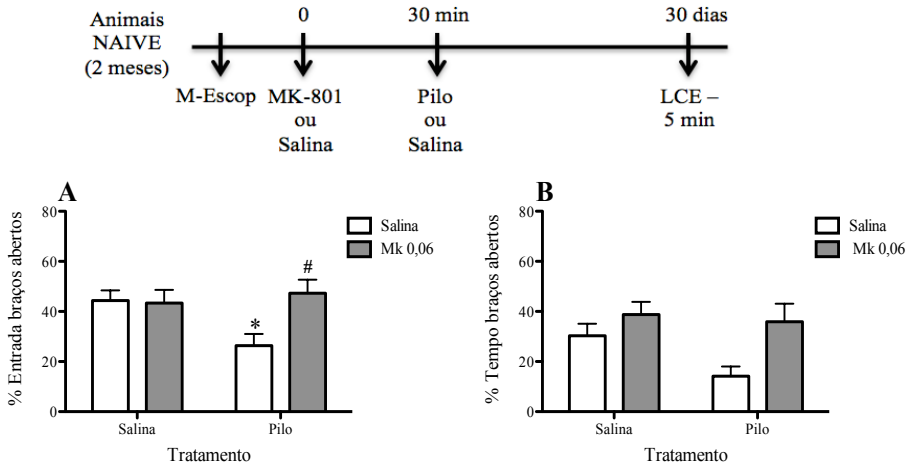 Animais
NAIVE
(2 meses)
0
30 min
30 dias
M-Escop
MK-801
ou
Salina
Pilo
ou
Salina
LCE –
5 min
A
% Entrada braços abertos
80
60
40
20
0
*
#
Salina
Mk 0,06
Salina
Pilo
Tratamento
B
% Tempo braços abertos
80
60
40
20
0
Salina
Mk 0,06
Salina
Pilo
Tratamento